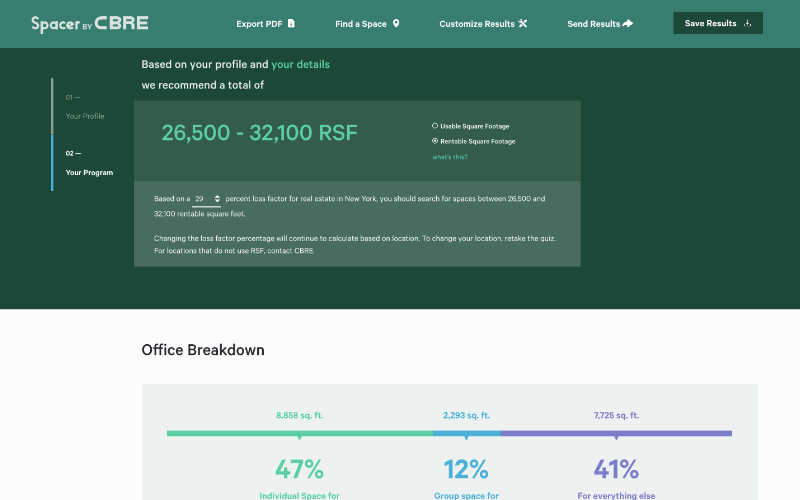 Spacer BY CBRE
Export PDF
Find a Space
Customize Results
Send Results
Save Results
Based on your profile and your details
we recommend a total of
01 —
Your Profile
02 —
Your Program
26,500 - 32,100 RSF
Usable Square Footage
Rentable Square Footage
what's this?
Based on a 29 percent loss factor for real estate in New York, you should search for spaces between 26,500 and
32,100 rentable square feet.
Changing the loss factor percentage will continue to calculate based on location. To change your location, retake the quiz.
For locations that do not use RSF, contact CBRE.
Office Breakdown
8,858 sq. ft.
2,293 sq. ft.
7,725 sq. ft.
47%
12%
41%
Individual Space for
Group space for
For everything else